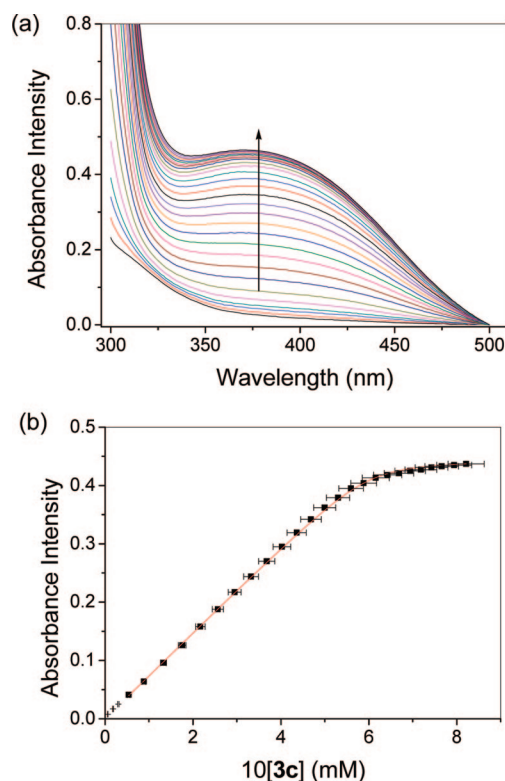 (a)
0.8
0.6
0.4
0.2
0.0
Absorbance Intensity
300 350 400 450 500
Wavelength (nm)
(b)
0.5
0.4
0.3
0.2
0.1
0.0
Absorbance Intensity
0 2 4 6 8
10[3c] (mM)